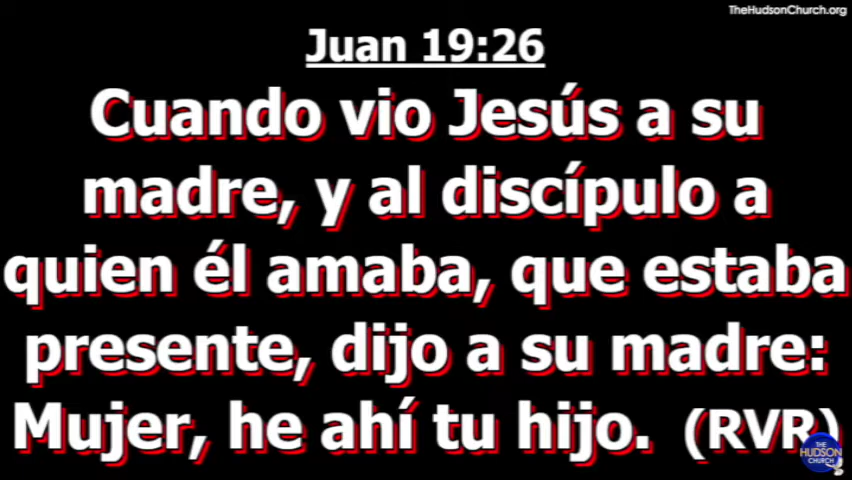 TheHudsonChurch.org
Juan 19:26
Cuando vio Jesús a su
madre, y al discípulo a
quien él amaba, que estaba
presente, dijo a su madre:
Mujer, he ahí tu hijo. (RVR)
THE
HUDSON
CHURCH